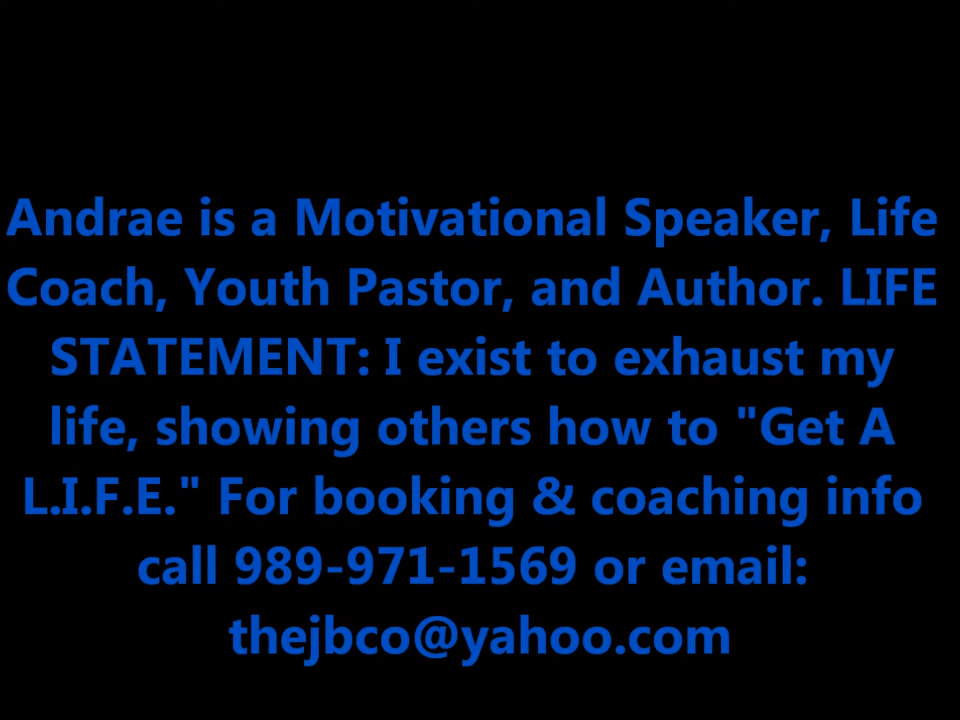 Andrae is a Motivational Speaker, Life
Coach, Youth Pastor, and Author. LIFE
STATEMENT: I exist to exhaust my
life, showing others how to "Get A
L.I.F.E." For booking & coaching info
call 989-971-1569 or email:
thejbco@yahoo.com